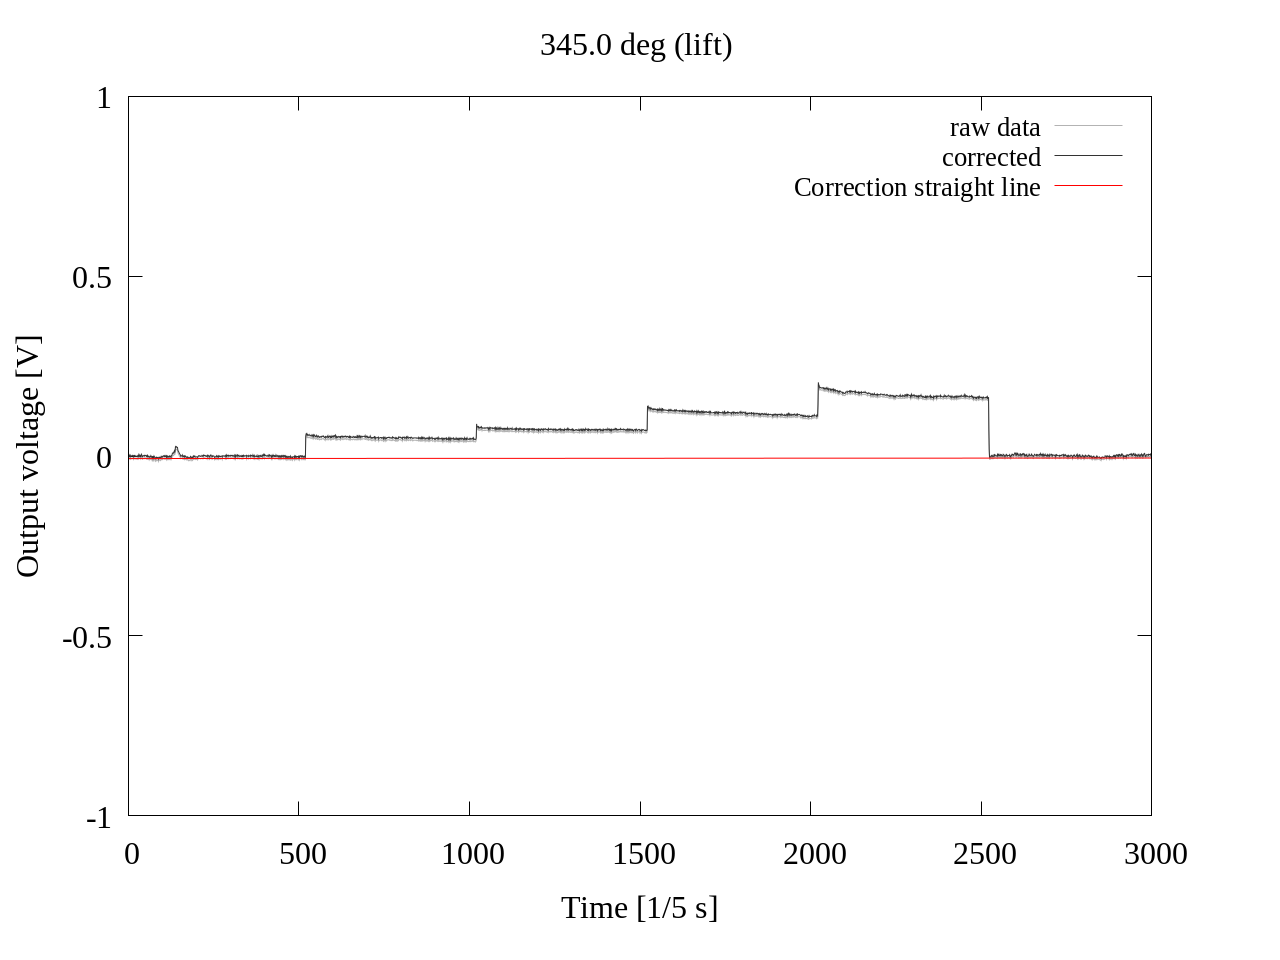 345.0 deg (lift)
1
raw data
corrected
Correction straight line
0.5
0
-0.5
-1
Output voltage [V]
0 500 1000 1500 2000 2500 3000
Time [1/5 s]